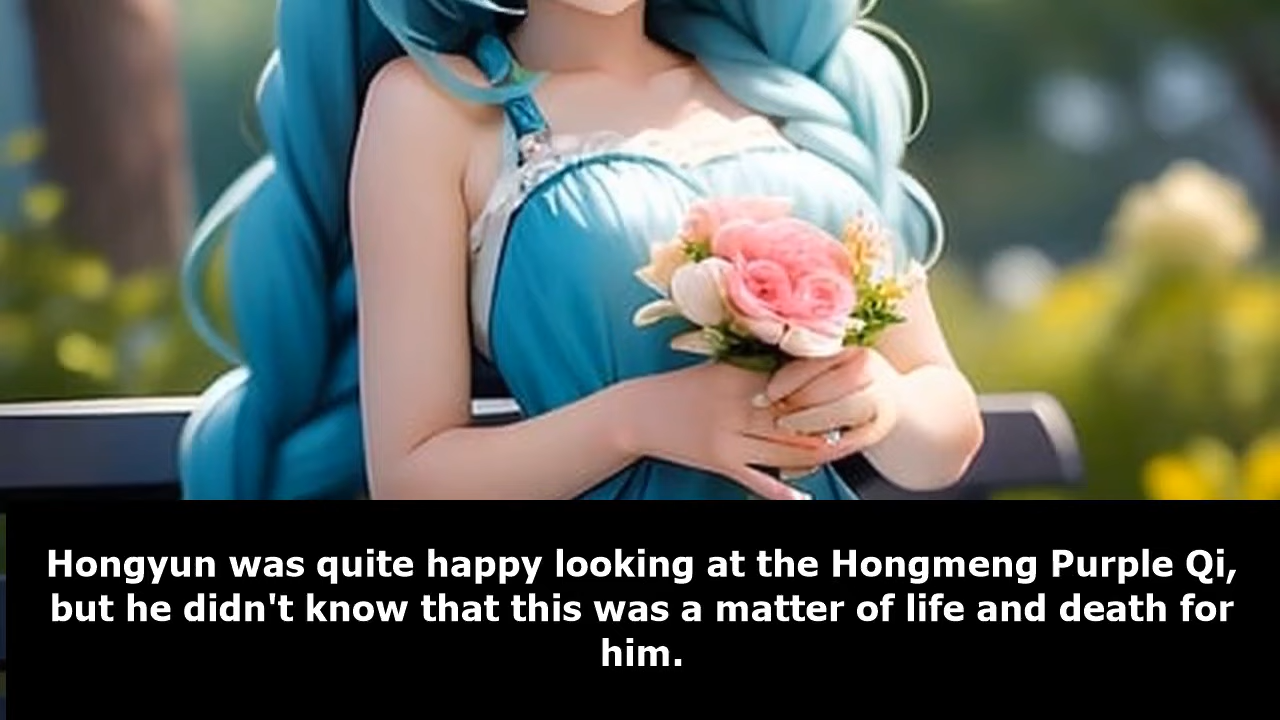 Hongyun was quite happy looking at the Hongmeng Purple Qi,
but he didn't know that this was a matter of life and death for
him.